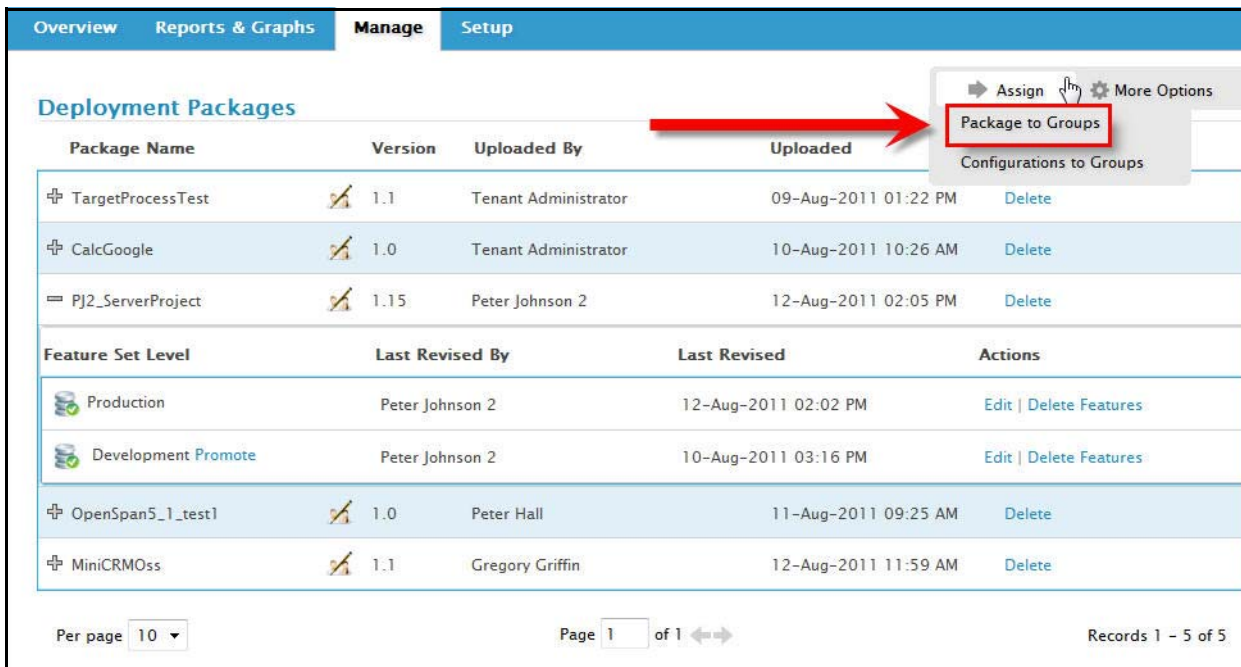 Overview Reports & Graphs Manage Setup
Assign More Options
Deployment Packages
Package to Groups
Configurations to Groups
Package Name Version Uploaded By Uploaded
TargetProcessTest 1.1 Tenant Administrator 09-Aug-2011 01:22 PM Delete
CalcGoogle 1.0 Tenant Administrator 10-Aug-2011 10:26 AM Delete
PJ2_ServerProject 1.15 Peter Johnson 2 12-Aug-2011 02:05 PM Delete
Feature Set Level Last Revised By Last Revised Actions
Production Peter Johnson 2 12-Aug-2011 02:02 PM Edit | Delete Features
Development Promote Peter Johnson 2 10-Aug-2011 03:16 PM Edit | Delete Features
OpenSpan5_1_test1 1.0 Peter Hall 11-Aug-2011 09:25 AM Delete
MiniCRMOss 1.1 Gregory Griffin 12-Aug-2011 11:59 AM Delete
Per page 10 Page 1 of 1 Records 1 - 5 of 5